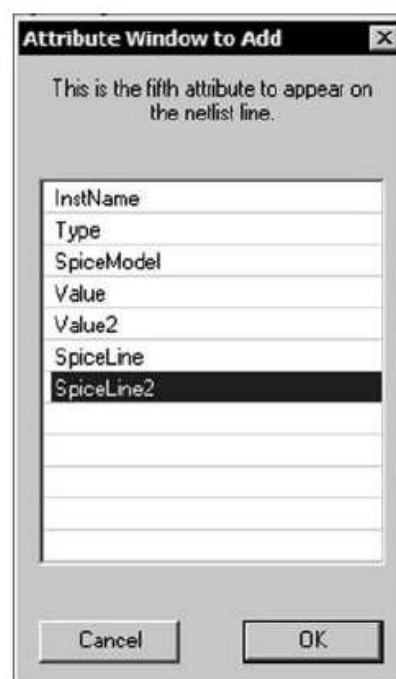 Attribute Window to Add
This is the fifth attribute to appear on
the netlist line.
InstName
Type
SpiceModel
Value
Value2
SpiceLine
SpiceLine2
Cancel
OK